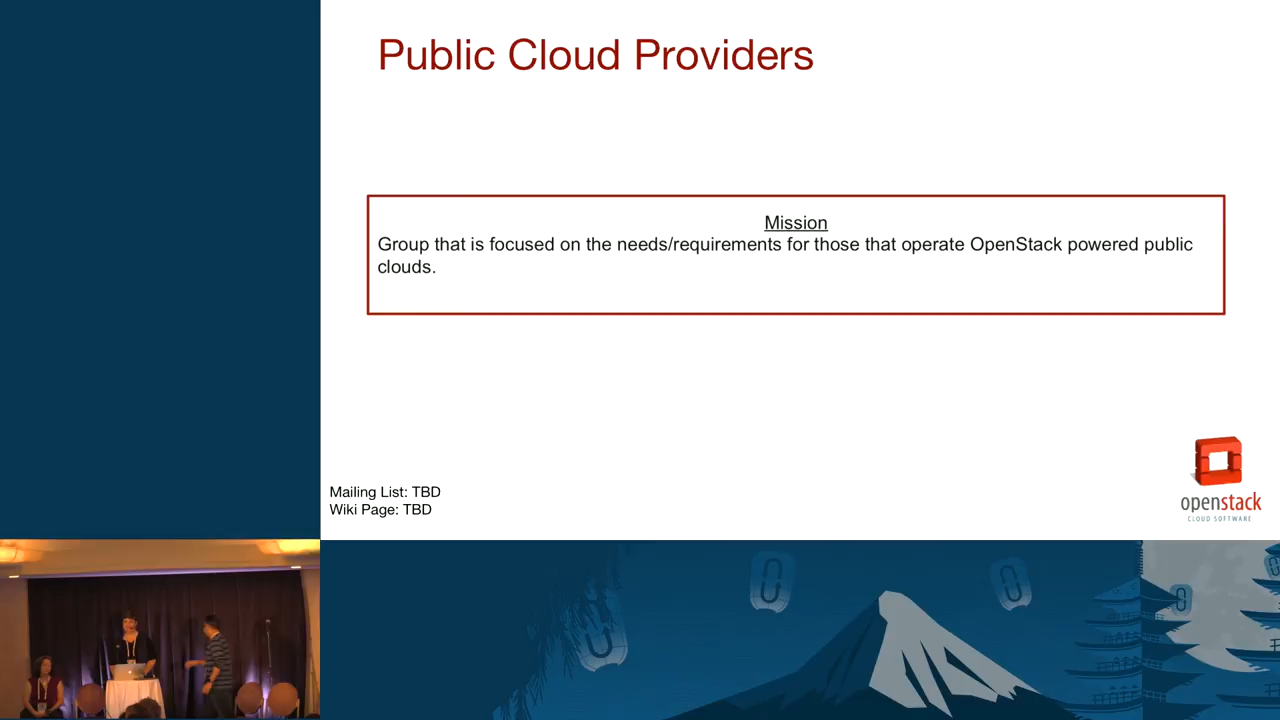 Public Cloud Providers
Mission
Group that is focused on the needs/requirements for those that operate OpenStack powered public
clouds.
Mailing List: TBD
Wiki Page: TBD
openstack
CLOUD SOFTWARE